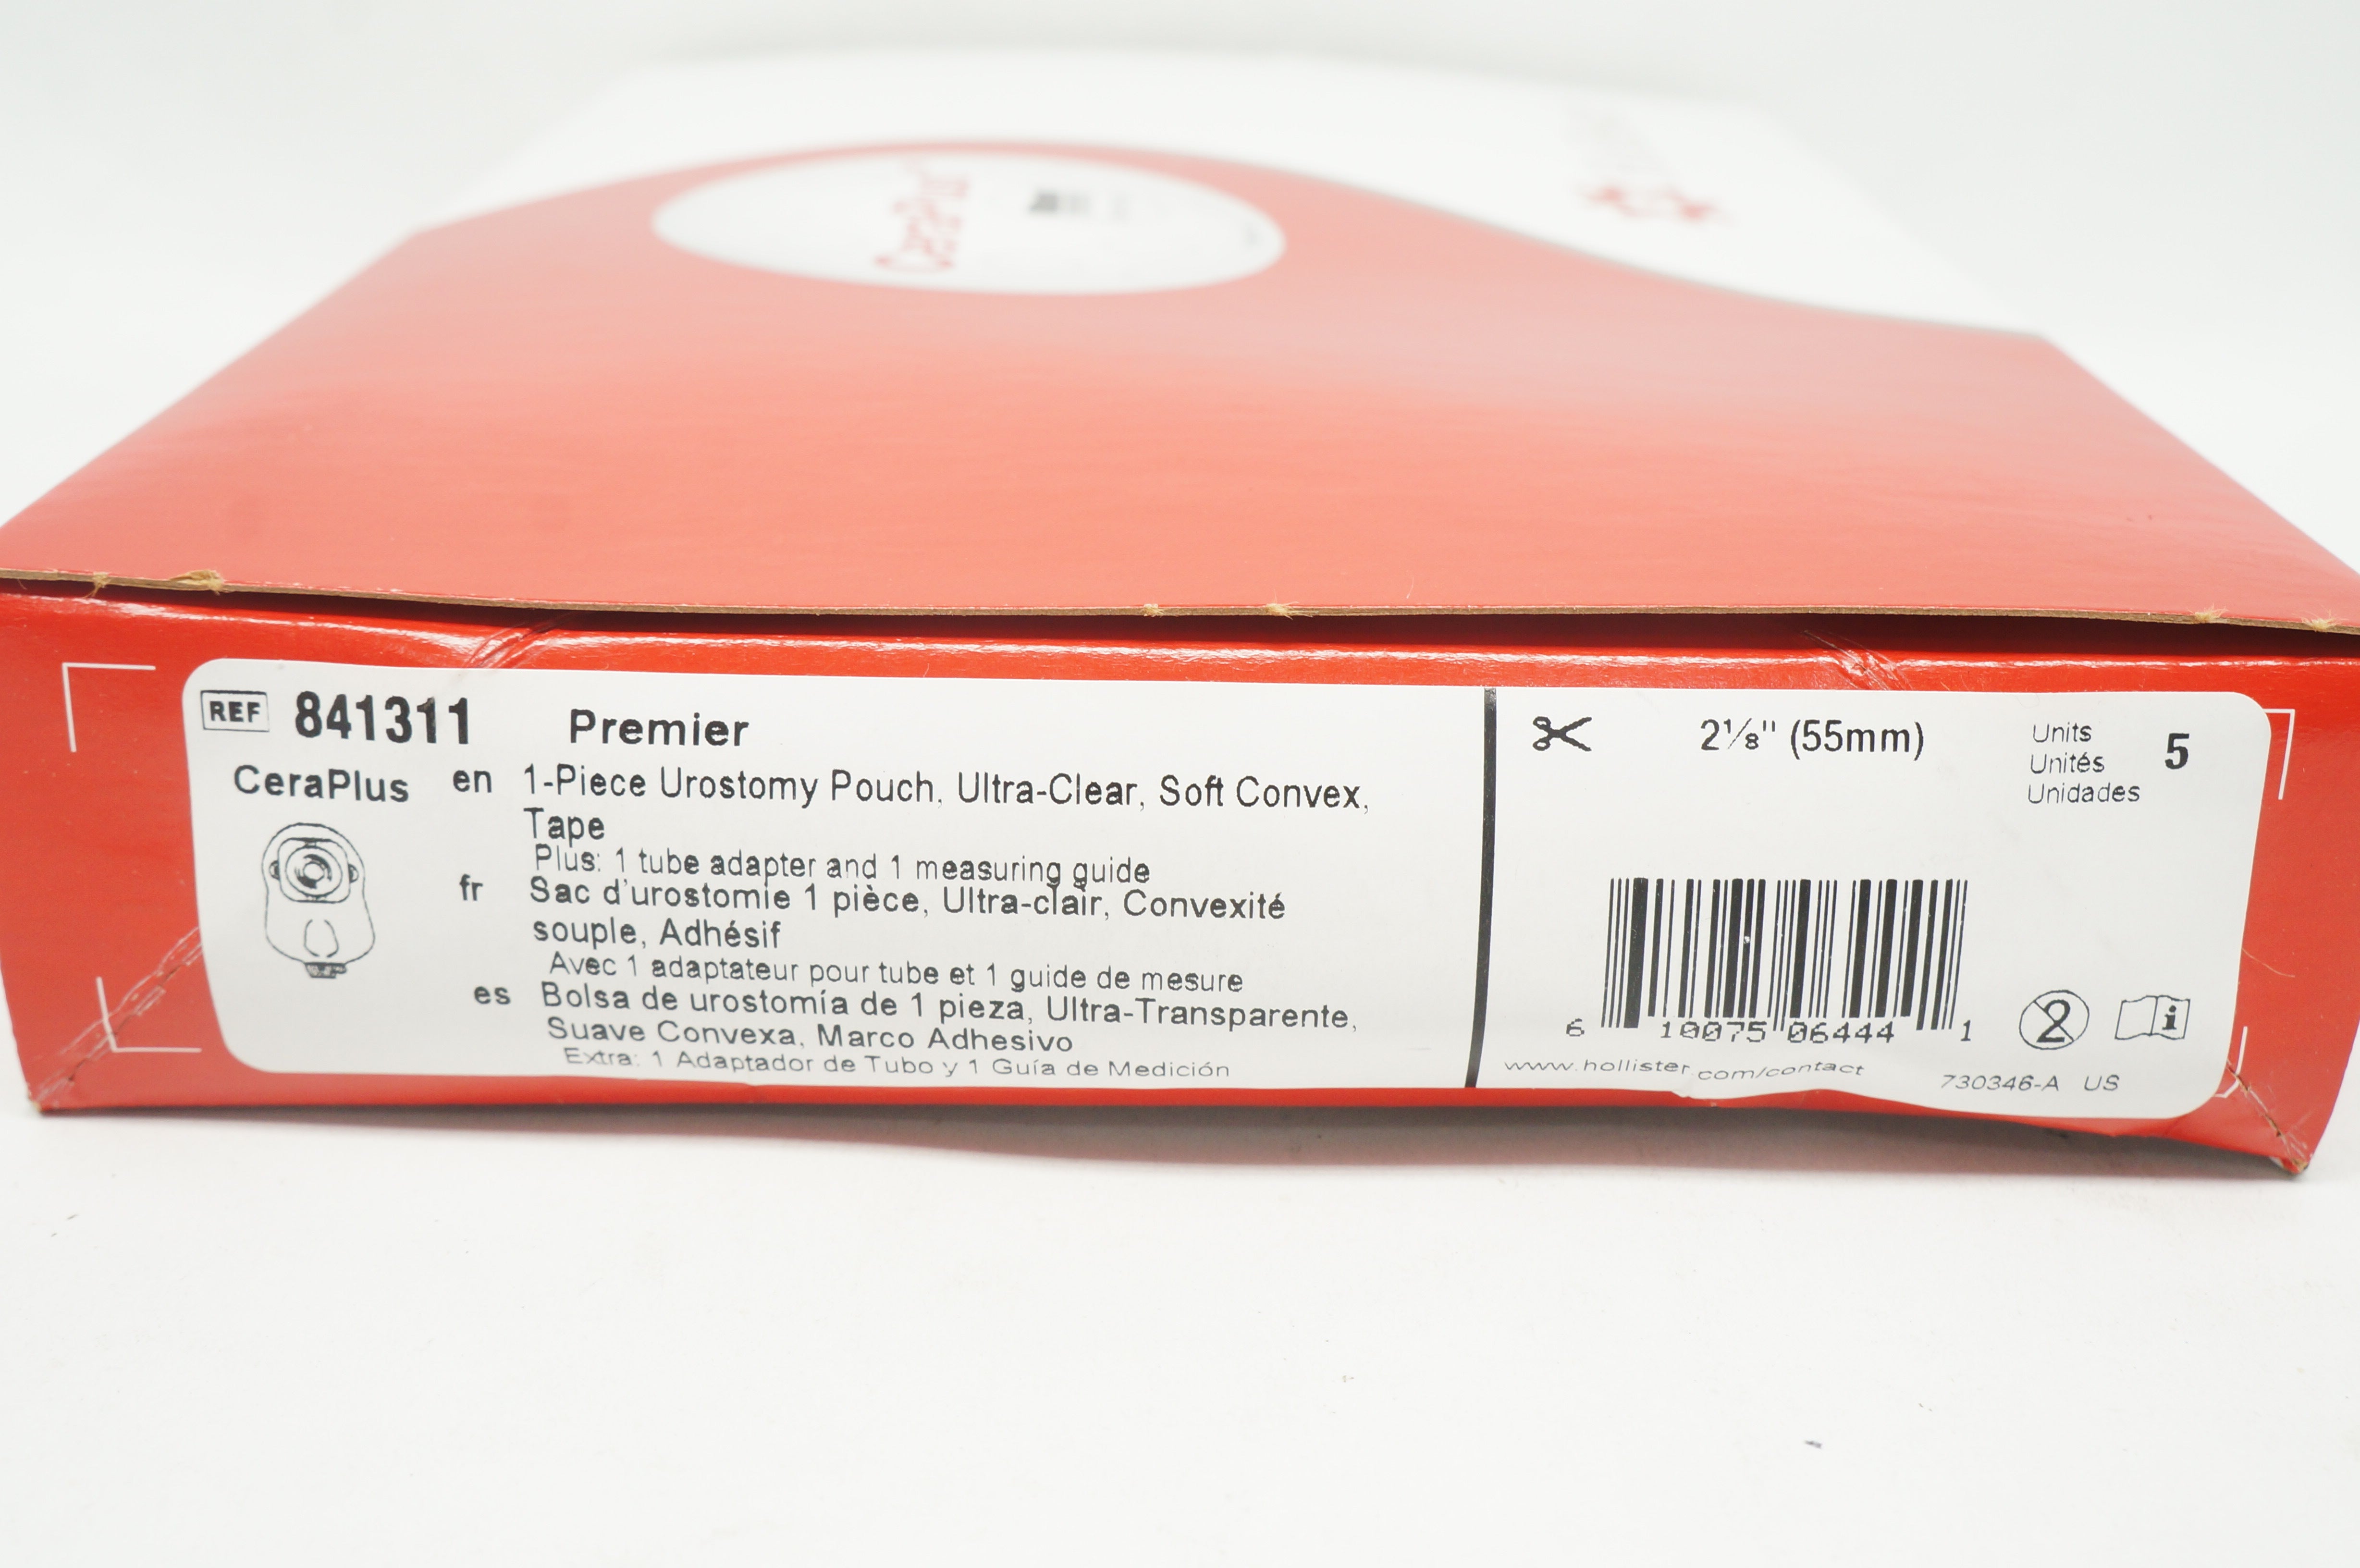 CeraPlus
REF 841311 Premier
CeraPlus en 1-Piece Urostomy Pouch, Ultra-Clear, Soft Convex,
Tape
Plus: 1 tube adapter and 1 measuring guide
fr Sac d'urostomie 1 pièce, Ultra-clair, Convexité
souple, Adhésif
Avec 1 adaptateur pour tube et 1 guide de mesure
es Bolsa de urostomía de 1 pieza, Ultra-Transparente,
Suave Convexa, Marco Adhesivo
Extra: 1 Adaptador de Tubo y 1 Guía de Medición
2⅛" (55mm)
Units
Unités 5
Unidades
6 10075 06444 1
2 i
www.hollister.com/contact
730346-A US